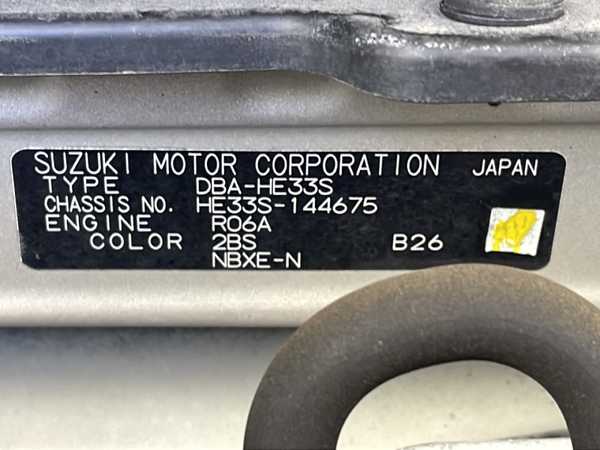 SUZUKI MOTOR CORPORATION JAPAN
TYPE DBA-HE33S
CHASSIS NO. HE33S-144675
ENGINE R06A
COLOR 2BS B26
NBXE-N